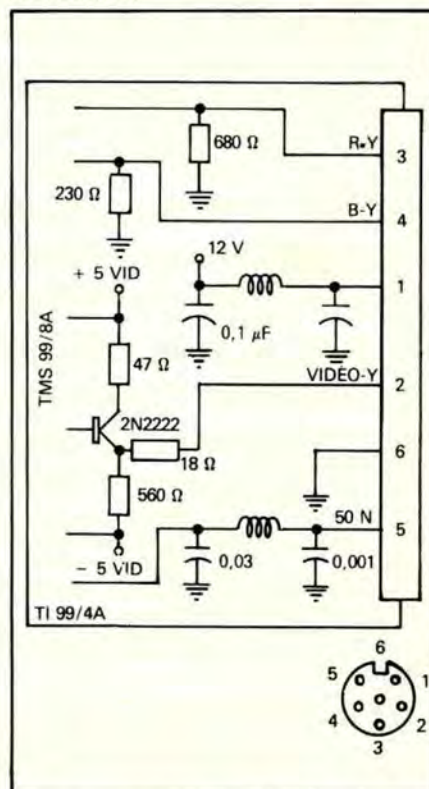 R-Y
680 Ω
3
230 Ω
B-Y
4
12 V
+ 5 VID
1
0,1 µF
TMS 99/8A
47 Ω
VIDEO-Y
2
2N2222
18 Ω
6
560 Ω
50 N
5
- 5 VID
0,03
0,001
TI 99/4A
6
5
1
4
2
3